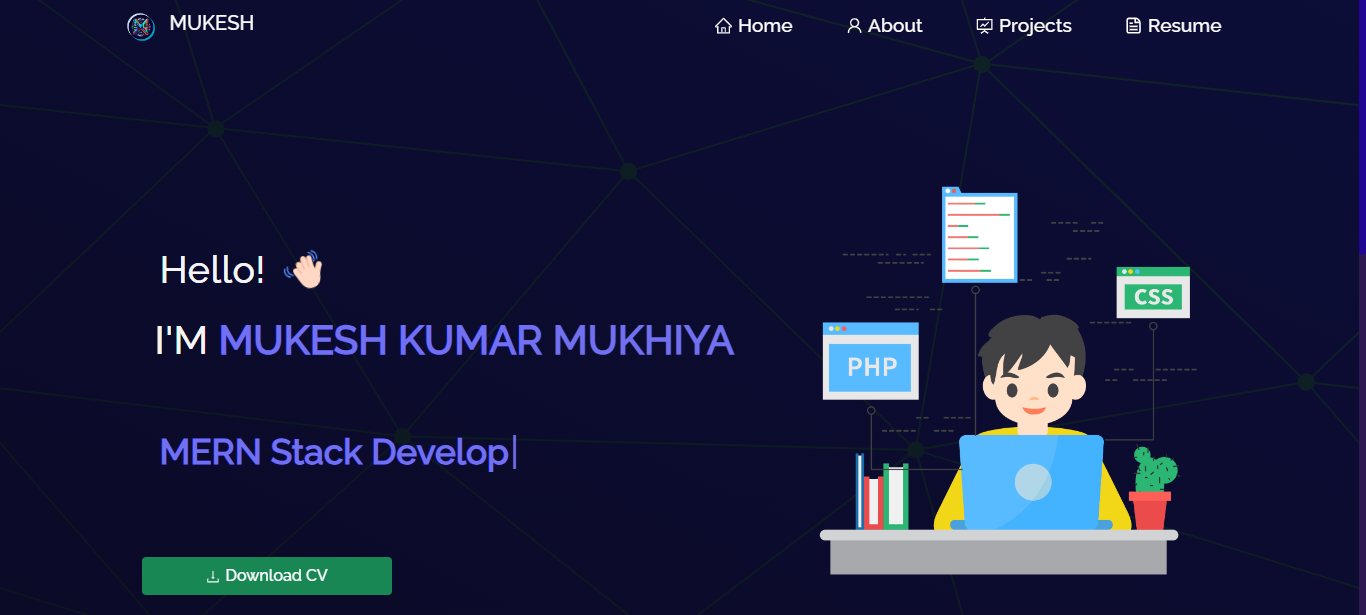 MUKESH
Home About Projects Resume
Hello!
I'M MUKESH KUMAR MUKHIYA
MERN Stack Develop
Download CV
CSS
PHP